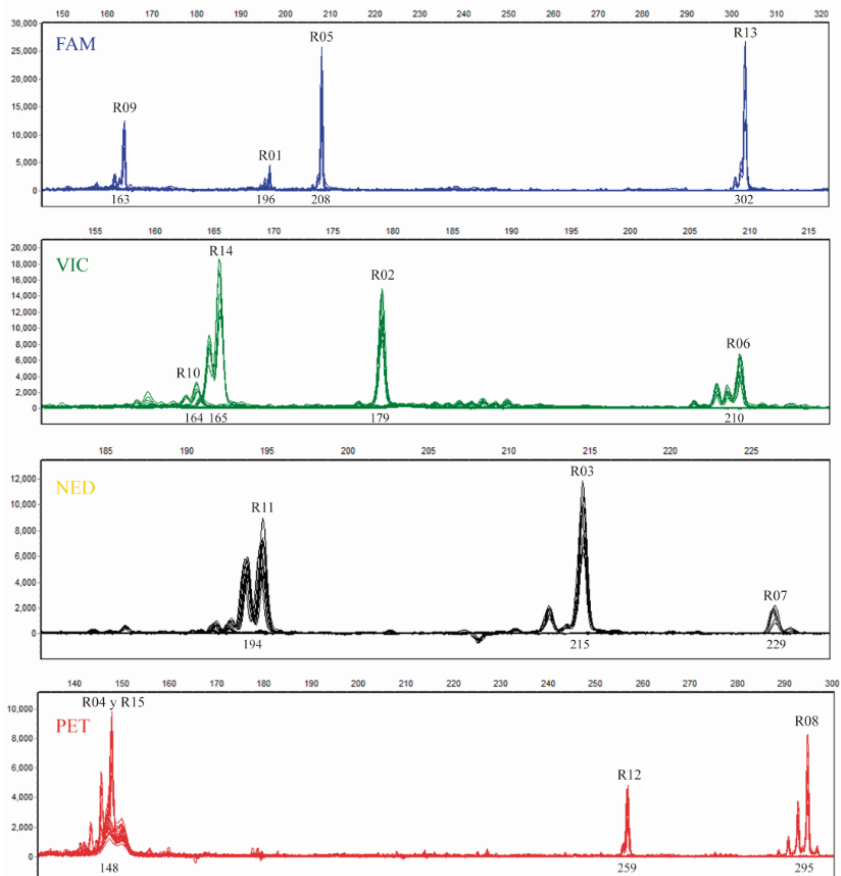 150 160 170 180 190 200 210 220 230 240 250 260 270 280 290 300 310 320
30,000
FAM
R05
R13
25,000
20,000
15,000
R09
10,000
R01
5,000
0
163 196 208 302
155 160 165 170 175 180 185 190 195 200 205 210 215
20,000
VIC
R14
18,000
16,000
R02
14,000
12,000
10,000
8,000
R06
6,000
R10
4,000
2,000
0
164 165 179 210
185 190 195 200 205 210 215 220 225
12,000
NED
R03
10,000
R11
8,000
6,000
4,000
R07
2,000
0
194 215 229
140 150 160 170 180 190 200 210 220 230 240 250 260 270 280 290 300
R04 y R15
10,000
PET
R08
8,000
6,000
R12
4,000
2,000
0
148 259 295